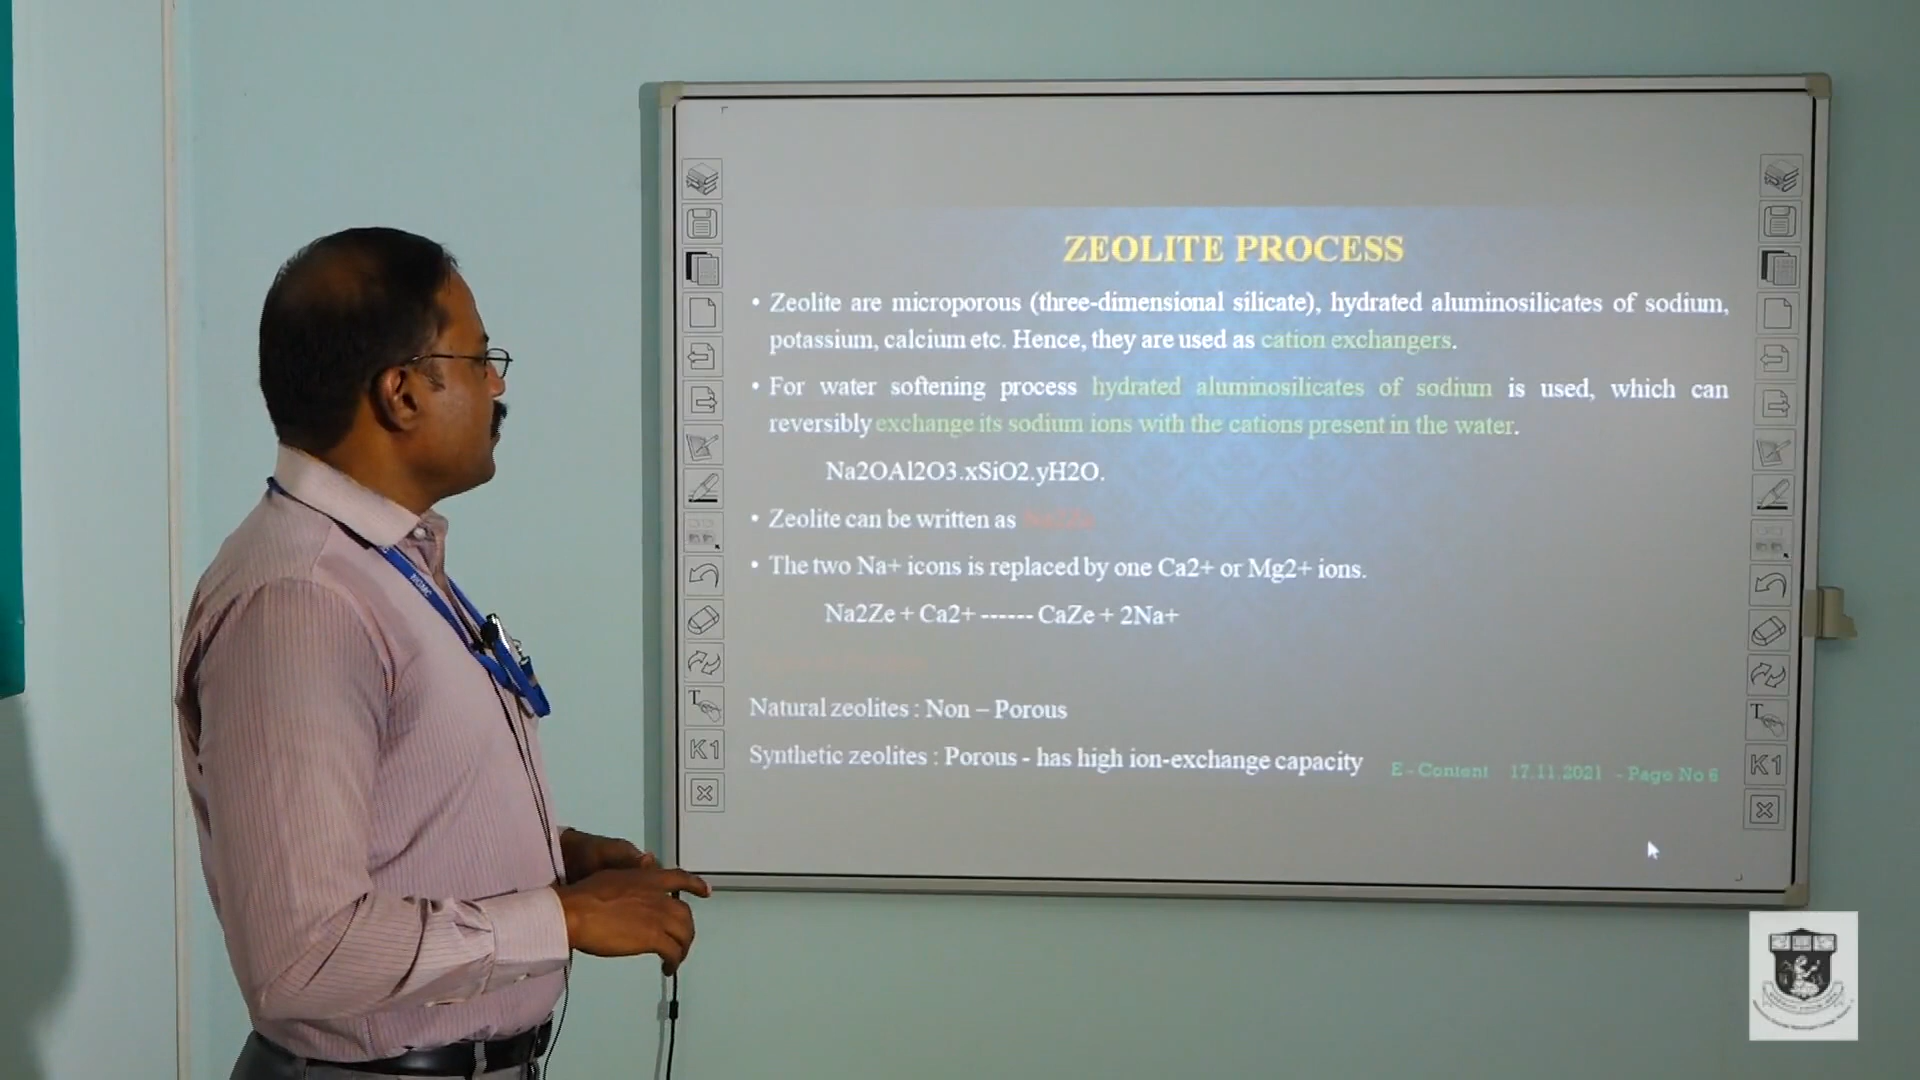 ZEOLITE PROCESS
• Zeolite are microporous (three-dimensional silicate), hydrated aluminosilicates of sodium,
potassium, calcium etc. Hence, they are used as cation exchangers.
• For water softening process hydrated aluminosilicates of sodium is used, which can
reversibly exchange its sodium ions with the cations present in the water.
Na2OAl2O3.xSiO2.yH2O.
• Zeolite can be written as Na2Ze
• The two Na+ icons is replaced by one Ca2+ or Mg2+ ions.
Na2Ze + Ca2+ ------ CaZe + 2Na+
Natural zeolites : Non – Porous
Synthetic zeolites : Porous - has high ion-exchange capacity
E - Content 17.11.2021 - Page No 6
T
K1
T
K1